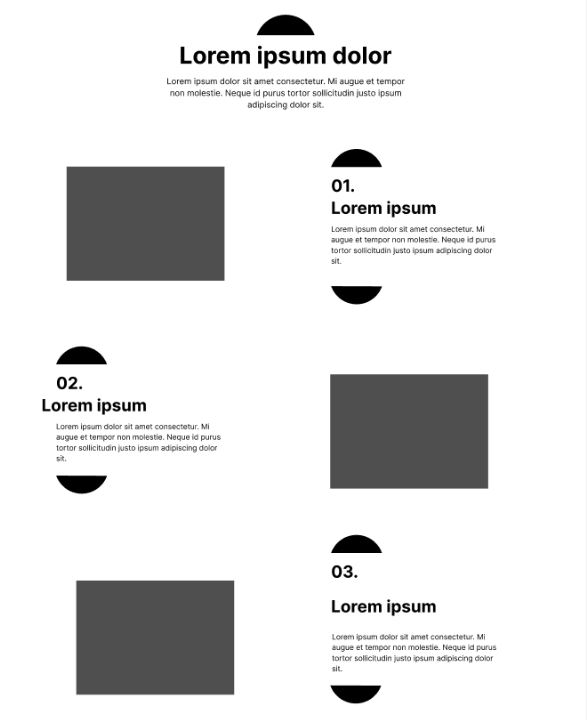 Lorem ipsum dolor
Lorem ipsum dolor sit amet consectetur. Mi augue et tempor
non molestie. Neque id purus tortor sollicitudin justo ipsum
adipiscing dolor sit.
01.
Lorem ipsum
Lorem ipsum dolor sit amet consectetur. Mi
augue et tempor non molestie. Neque id purus
tortor sollicitudin justo ipsum adipiscing dolor
sit.
02.
Lorem ipsum
Lorem ipsum dolor sit amet consectetur. Mi
augue et tempor non molestie. Neque id purus
tortor sollicitudin justo ipsum adipiscing dolor
sit.
03.
Lorem ipsum
Lorem ipsum dolor sit amet consectetur. Mi
augue et tempor non molestie. Neque id purus
tortor sollicitudin justo ipsum adipiscing dolor
sit.